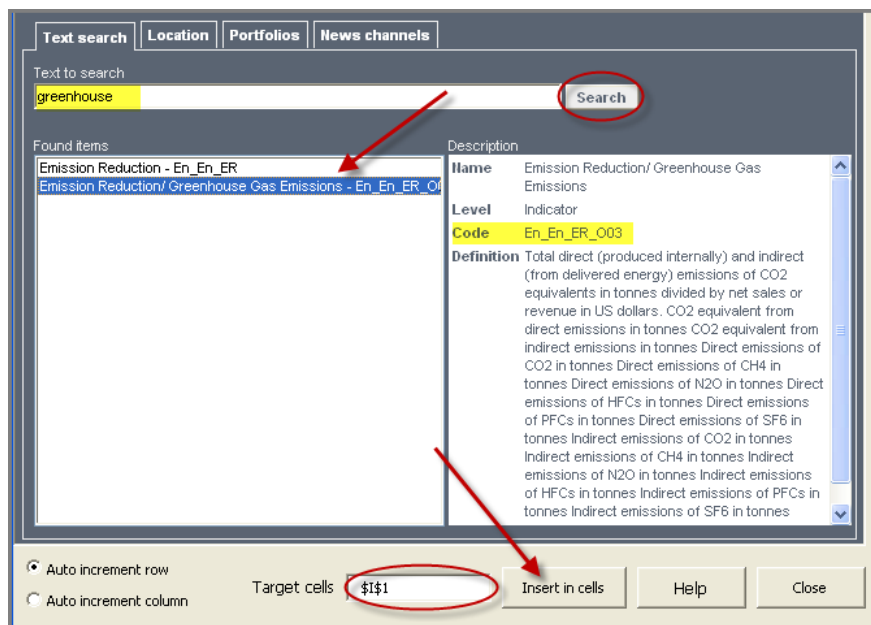 Text search Location Portfolios News channels
Text to search
greenhouse
Search
Found items
Emission Reduction - En_En_ER
Emission Reduction/ Greenhouse Gas Emissions - En_En_ER_O
Description
Name Emission Reduction/ Greenhouse Gas
Emissions
Level Indicator
Code En_En_ER_O03
Definition Total direct (produced internally) and indirect
(from delivered energy) emissions of CO2
equivalents in tonnes divided by net sales or
revenue in US dollars. CO2 equivalent from
direct emissions in tonnes CO2 equivalent from
indirect emissions in tonnes Direct emissions of
CO2 in tonnes Direct emissions of CH4 in
tonnes Direct emissions of N2O in tonnes Direct
emissions of HFCs in tonnes Direct emissions
of PFCs in tonnes Direct emissions of SF6 in
tonnes Indirect emissions of CO2 in tonnes
Indirect emissions of CH4 in tonnes Indirect
emissions of N2O in tonnes Indirect emissions
of HFCs in tonnes Indirect emissions of PFCs in
tonnes Indirect emissions of SF6 in tonnes
Auto increment row
Auto increment column
Target cells $I$1
Insert in cells
Help
Close